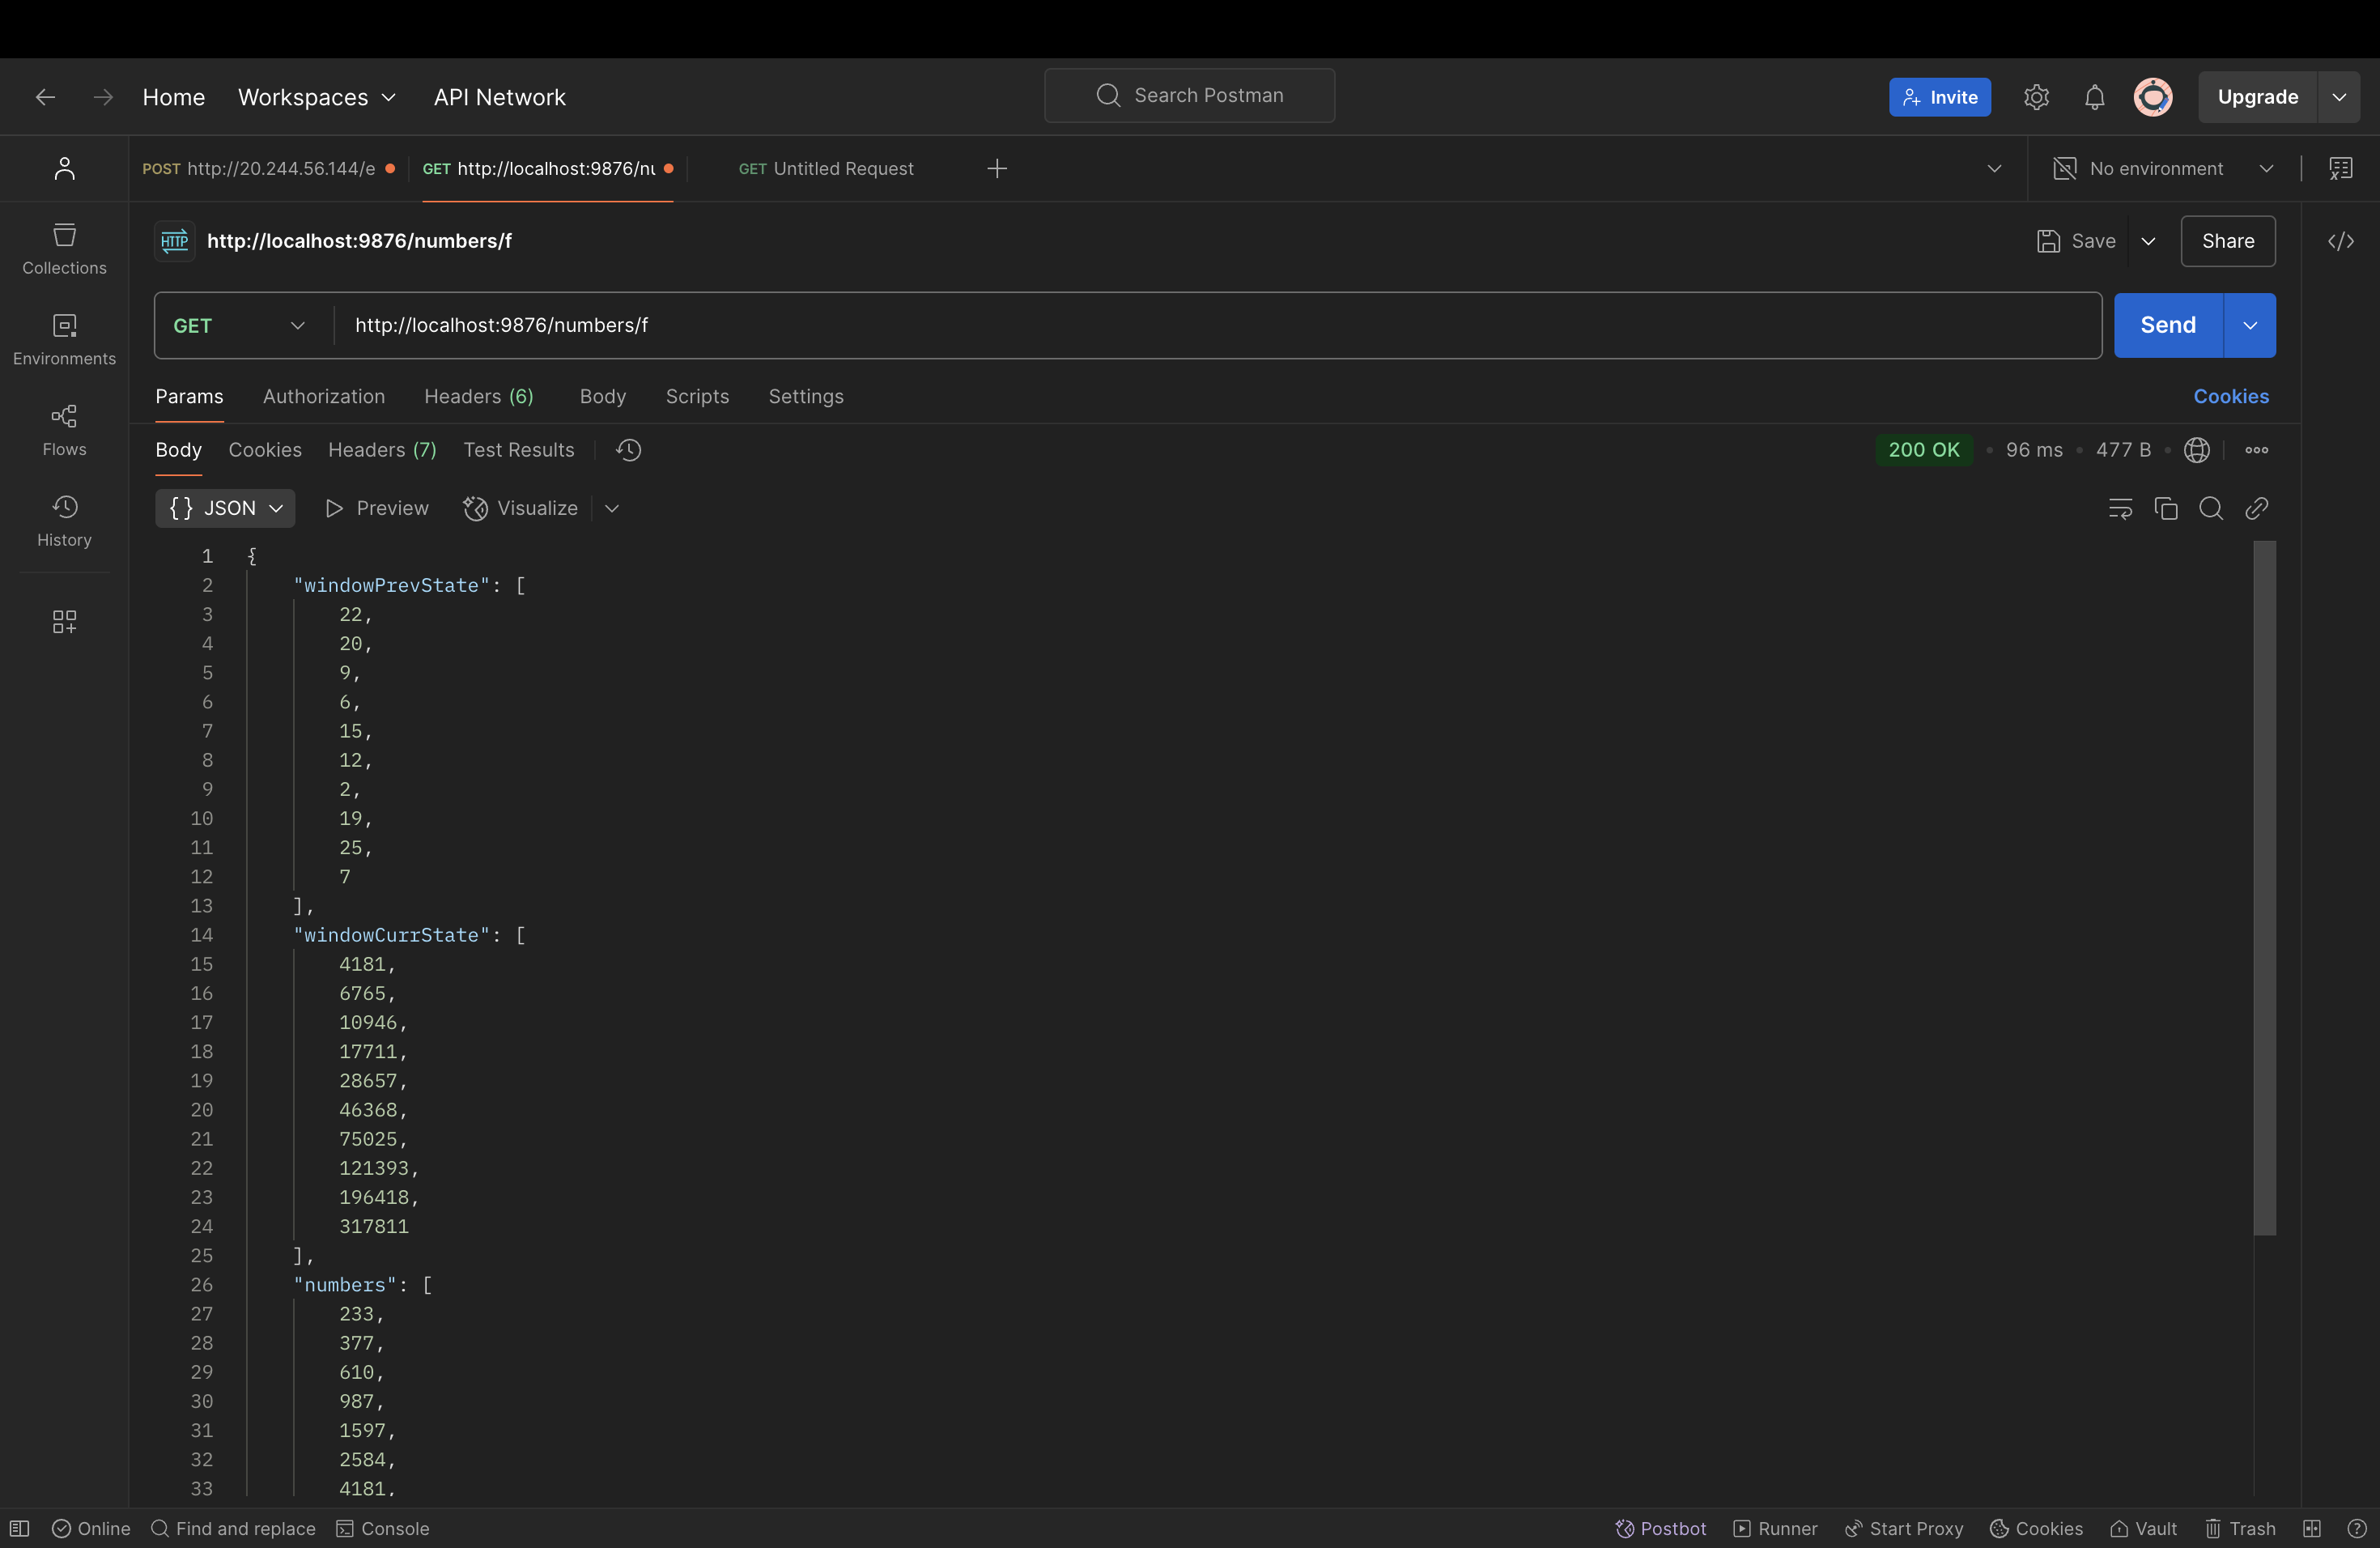 Home Workspaces API Network Search Postman Invite Upgrade
POST http://20.244.56.144/e GET http://localhost:9876/nu GET Untitled Request No environment
HTTP http://localhost:9876/numbers/f Save Share
GET http://localhost:9876/numbers/f Send
Params Authorization Headers (6) Body Scripts Settings Cookies
Body Cookies Headers (7) Test Results 200 OK 96 ms 477 B
{} JSON Preview Visualize
Collections
Environments
Flows
History
1 {
2 "windowPrevState": [
3 22,
4 20,
5 9,
6 6,
7 15,
8 12,
9 2,
10 19,
11 25,
12 7
13 ],
14 "windowCurrState": [
15 4181,
16 6765,
17 10946,
18 17711,
19 28657,
20 46368,
21 75025,
22 121393,
23 196418,
24 317811
25 ],
26 "numbers": [
27 233,
28 377,
29 610,
30 987,
31 1597,
32 2584,
33 4181,
Online Find and replace Console Postbot Runner Start Proxy Cookies Vault Trash